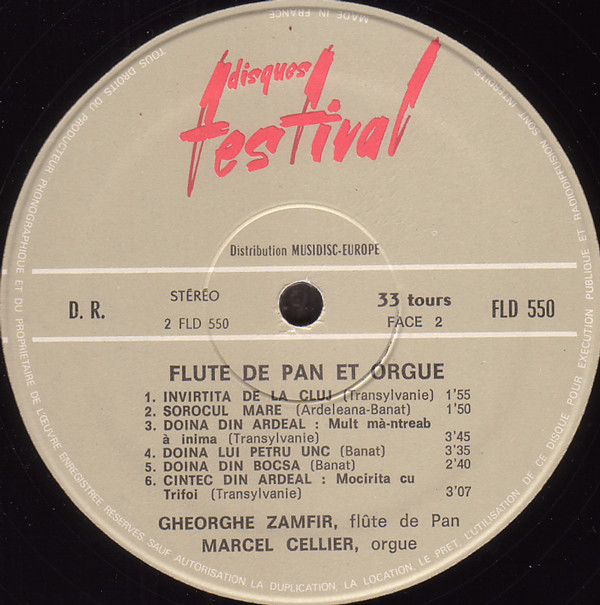 MADE IN FRANCE
TOUS DROITS DU PRODUCTEUR PHONOGRAPHIQUE ET DU PROPRIETAIRE DE L'ŒUVRE ENREGISTREE RESERVES SAUF AUTORISATION LA DUPLICATION, LA LOCATION, LE PRET, L'UTILISATION DE CE DISQUE POUR EXECUTION PUBLIQUE ET RADIODIFFUSION SONT INTERDITS
disques
festival
Distribution MUSIDISC-EUROPE
D. R.
STÉRÉO
2 FLD 550
33 tours
FACE 2
FLD 550
FLUTE DE PAN ET ORGUE
1. INVIRTITA DE LA CLUJ (Transylvanie) 1'55
2. SOROCUL MARE (Ardeleana-Banat) 1'50
3. DOINA DIN ARDEAL : Mult mà-ntreab
à inima (Transylvanie) 3'45
4. DOINA LUI PETRU UNC (Banat) 3'35
5. DOINA DIN BOCSA (Banat) 2'40
6. CINTEC DIN ARDEAL : Mocirita cu
Trifoi (Transylvanie) 3'07
GHEORGHE ZAMFIR, flûte de Pan
MARCEL CELLIER, orgue